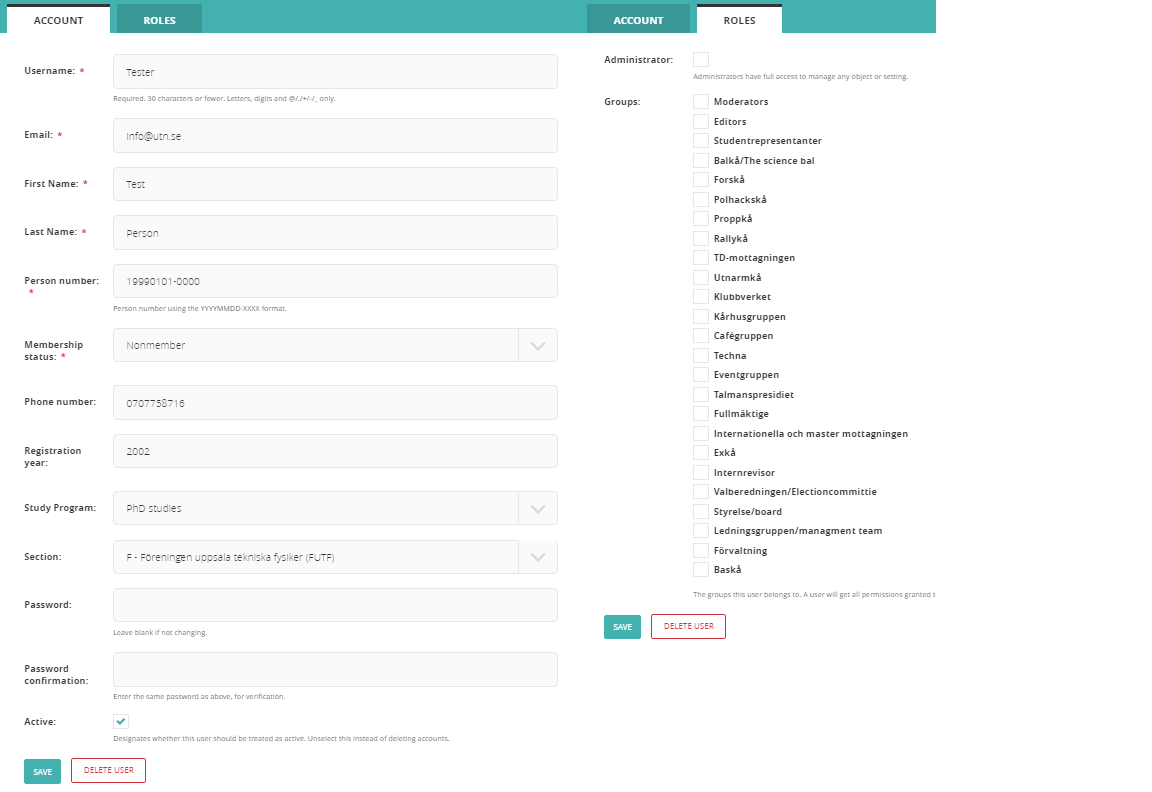 ACCOUNT
ROLES
Username: *
Tester
Required. 30 characters or fewer. Letters, digits and @/./+/-/_ only.
Email: *
info@utn.se
First Name: *
Test
Last Name: *
Person
Person number:
*
19990101-0000
Person number using the YYYYMMDD-XXXX format.
Membership
status: *
Nonmember
Phone number:
0707758716
Registration
year:
2002
Study Program:
PhD studies
Section:
F - Föreningen uppsala tekniska fysiker (FUTF)
Password:
Leave blank if not changing.
Password
confirmation:
Enter the same password as above, for verification.
Active:
Designates whether this user should be treated as active. Unselect this instead of deleting accounts.
SAVE
DELETE USER
ACCOUNT
ROLES
Administrator:
Administrators have full access to manage any object or setting.
Groups:
Moderators
Editors
Studentrepresentanter
Balkå/The science bal
Forskå
Polhackskå
Proppkå
Rallykå
TD-mottagningen
Utnarmkå
Klubbverket
Kårhusgruppen
Cafégruppen
Techna
Eventgruppen
Talmanspresidiet
Fullmäktige
Internationella och master mottagningen
Exkå
Internrevisor
Valberedningen/Electioncommittie
Styrelse/board
Ledningsgruppen/managment team
Förvaltning
Baskå
The groups this user belongs to. A user will get all permissions granted t
SAVE
DELETE USER